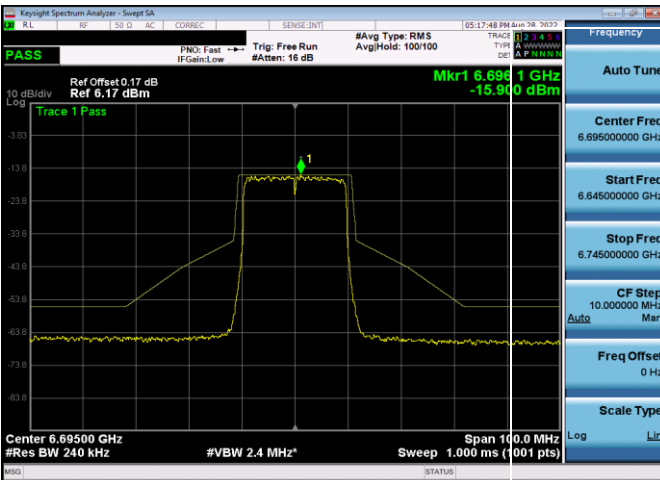 Keysight Spectrum Analyzer - Swept SA
RL RF 50 Ω AC CORREC SENSE:INT 05:17:48 PM Aug 28, 2022
PASS
PNO: Fast
IFGain:Low
Trig: Free Run
#Atten: 16 dB
#Avg Type: RMS
Avg|Hold: 100/100
TRACE 1 2 3 4 5 6
TYPE A WWWWW
DET A P N N N N
Ref Offset 0.17 dB
10 dB/div Ref 6.17 dBm
Log
Mkr1 6.696 1 GHz
-15.900 dBm
Trace 1 Pass
1
-3.83
-13.8
-23.8
-33.8
-43.8
-53.8
-63.8
-73.8
-83.8
Center 6.69500 GHz Span 100.0 MHz
#Res BW 240 kHz #VBW 2.4 MHz* Sweep 1.000 ms (1001 pts)
MSG STATUS
Frequency
Auto Tune
Center Freq
6.695000000 GHz
Start Freq
6.645000000 GHz
Stop Freq
6.745000000 GHz
CF Step
10.000000 MHz
Auto Man
Freq Offset
0 Hz
Scale Type
Log Lin